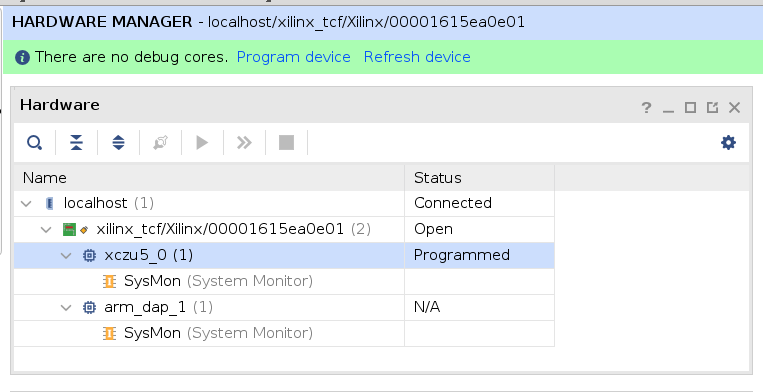 HARDWARE MANAGER - localhost/xilinx_tcf/Xilinx/00001615ea0e01
There are no debug cores. Program device Refresh device
Hardware
Name Status
localhost (1) Connected
xilinx_tcf/Xilinx/00001615ea0e01 (2) Open
xczu5_0 (1) Programmed
SysMon (System Monitor)
arm_dap_1 (1) N/A
SysMon (System Monitor)